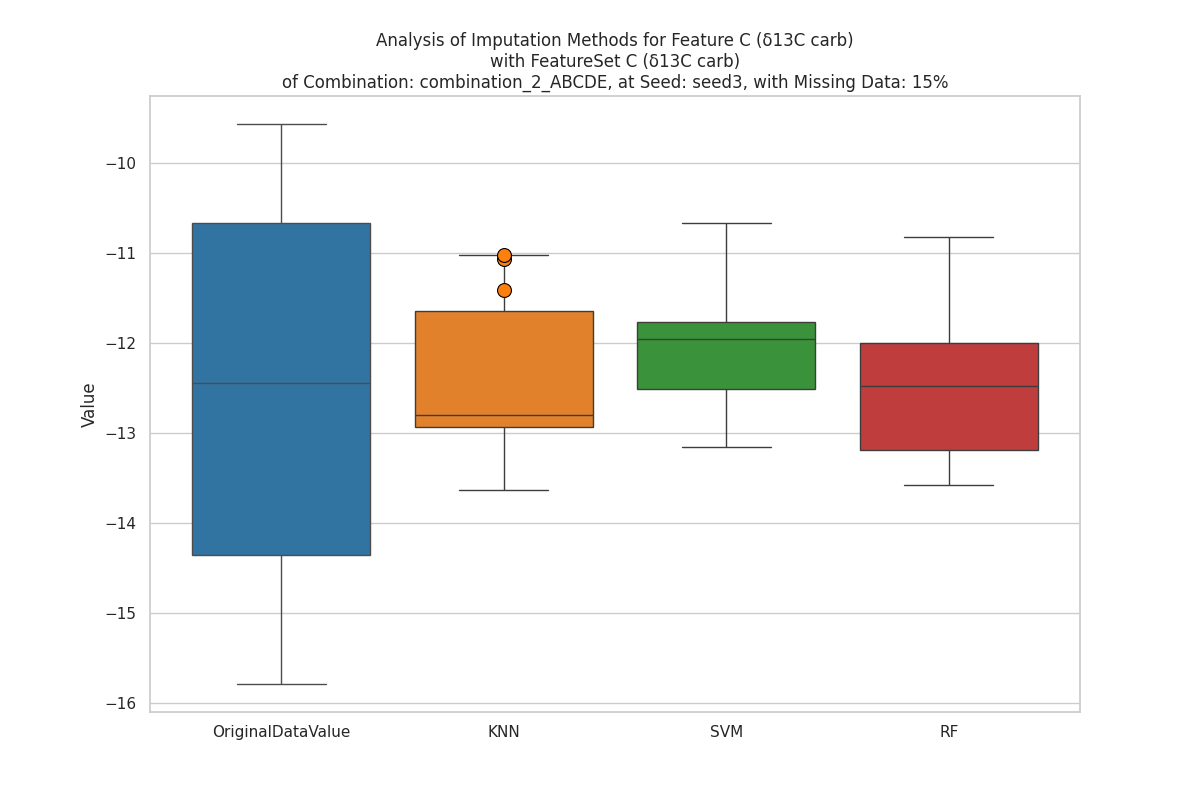 Analysis of Imputation Methods for Feature C (δ13C carb)
with FeatureSet C (δ13C carb)
of Combination: combination_2_ABCDE, at Seed: seed3, with Missing Data: 15%
Value
−10
−11
−12
−13
−14
−15
−16
OriginalDataValue
KNN
SVM
RF